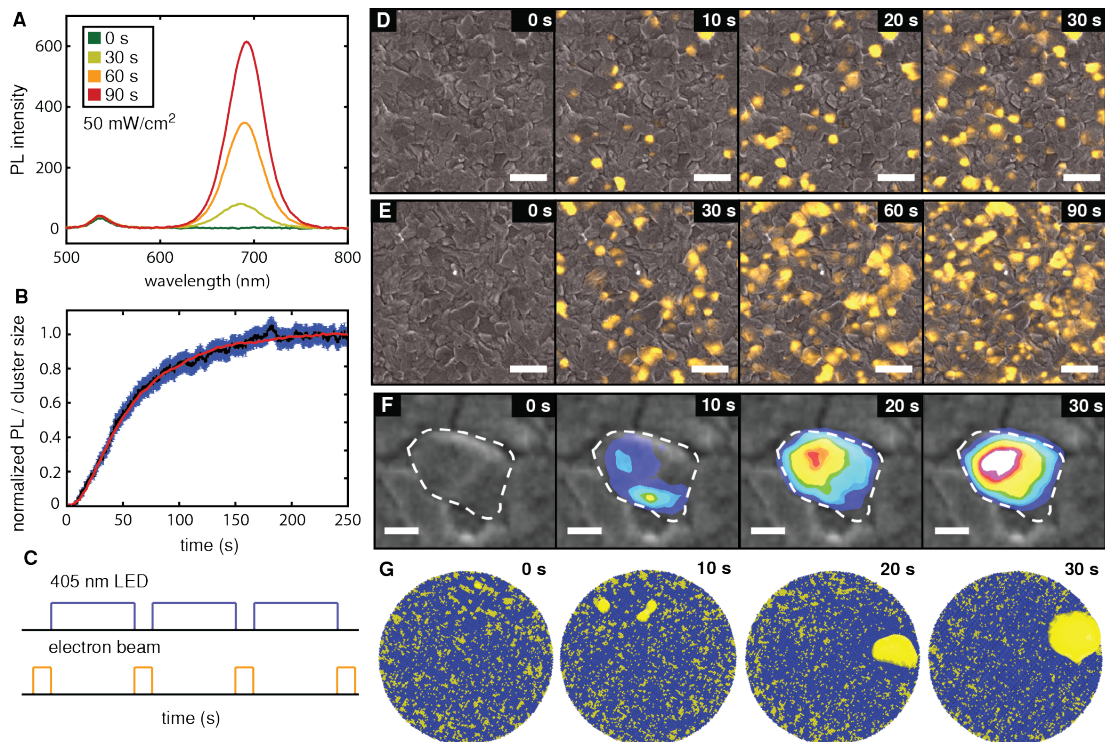 A
600
400
200
0
PL intensity
0 s
30 s
60 s
90 s
50 mW/cm²
500 600 700 800
wavelength (nm)
B
1.0
0.8
0.6
0.4
0.2
0
normalized PL / cluster size
0 50 100 150 200 250
time (s)
C
405 nm LED
electron beam
time (s)
D 0 s 10 s 20 s 30 s
E 0 s 30 s 60 s 90 s
F 0 s 10 s 20 s 30 s
G 0 s 10 s 20 s 30 s